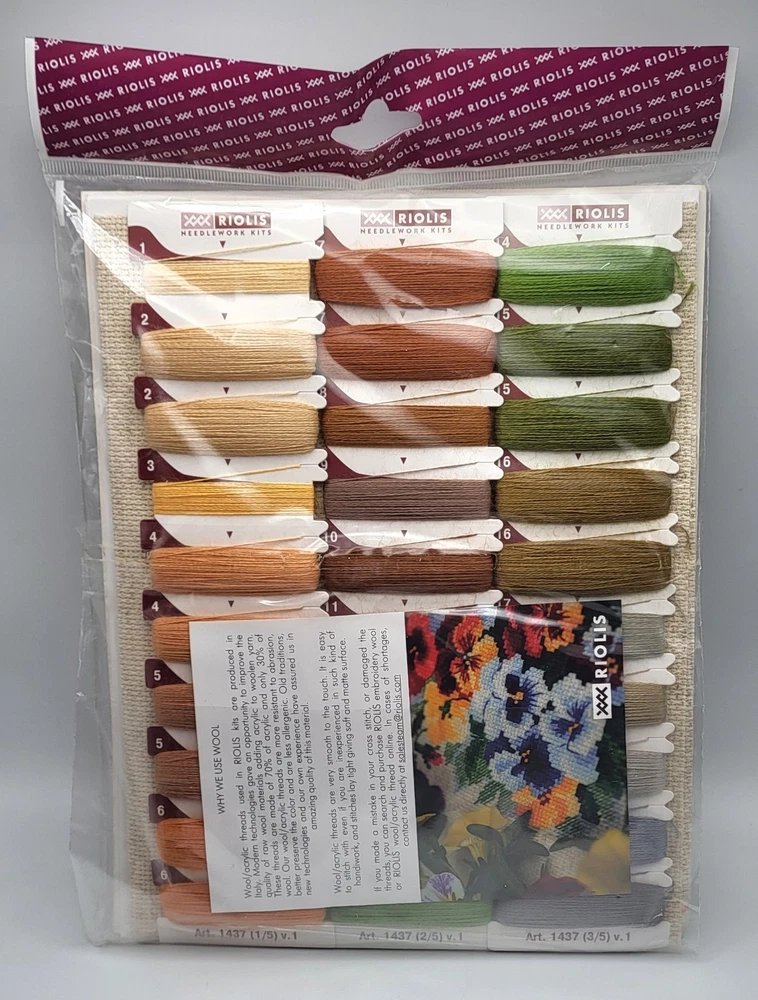 RIOLIS RIOLIS RIOLIS RIOLIS RIOLIS RIOLIS
RIOLIS
NEEDLEWORK KITS
RIOLIS
NEEDLEWORK KITS
RIOLIS
NEEDLEWORK KITS
1
7
4
2
5
2
8
5
3
6
4
10
6
4
1
7
5
5
6
6
WHY WE USE WOOL
Wool/acrylic threads used in RIOLIS kits are produced in
Italy. Modern technologies gave an opportunity to improve the
quality of raw wool materials adding acrylic to woolen yarn.
These threads are made of 70% of acrylic and only 30% of
wool. Our wool/acrylic threads are more resistant to abrasion,
better preserve the color and are less allergenic. Old traditions,
new technologies and our own experience have assured us in
amazing quality of this material.
Wool/acrylic threads are very smooth to the touch. It is easy
to stitch with even if you are inexperienced in such kind of
handiwork, and stitches lay tight giving soft and matte surface.
If you made a mistake in your cross stitch, or damaged the
threads, you can search and purchase RIOLIS embroidery wool
or RIOLIS wool/acrylic thread online. In cases of shortages,
contact us directly at salesteam@riolis.com
RIOLIS
Art. 1437 (1/5) v.1
Art. 1437 (2/5) v.1
Art. 1437 (3/5) v.1